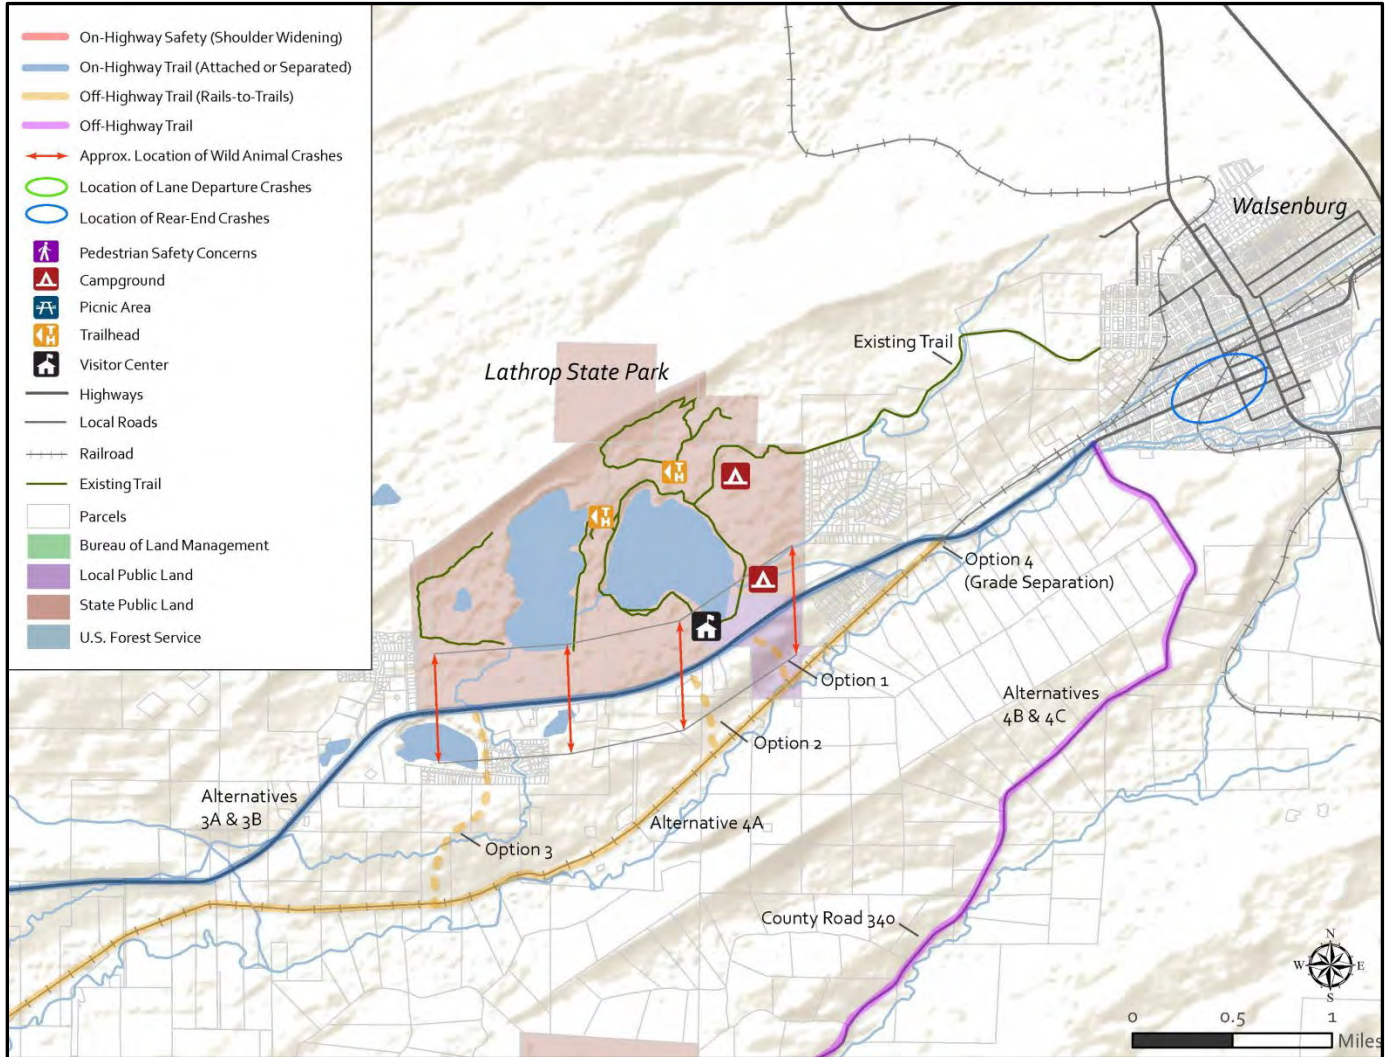 On-Highway Safety (Shoulder Widening)
On-Highway Trail (Attached or Separated)
Off-Highway Trail (Rails-to-Trails)
Off-Highway Trail
Approx. Location of Wild Animal Crashes
Location of Lane Departure Crashes
Location of Rear-End Crashes
Pedestrian Safety Concerns
Campground
Picnic Area
TH
Trailhead
Visitor Center
Highways
Local Roads
Railroad
Existing Trail
Parcels
Bureau of Land Management
Local Public Land
State Public Land
U.S. Forest Service
Walsenburg
Existing Trail
Lathrop State Park
TH
TH
Option 4
(Grade Separation)
Option 1
Alternatives
4B & 4C
Option 2
Alternatives
3A & 3B
Alternative 4A
Option 3
County Road 340
N
W
E
S
0
0.5
1
Miles